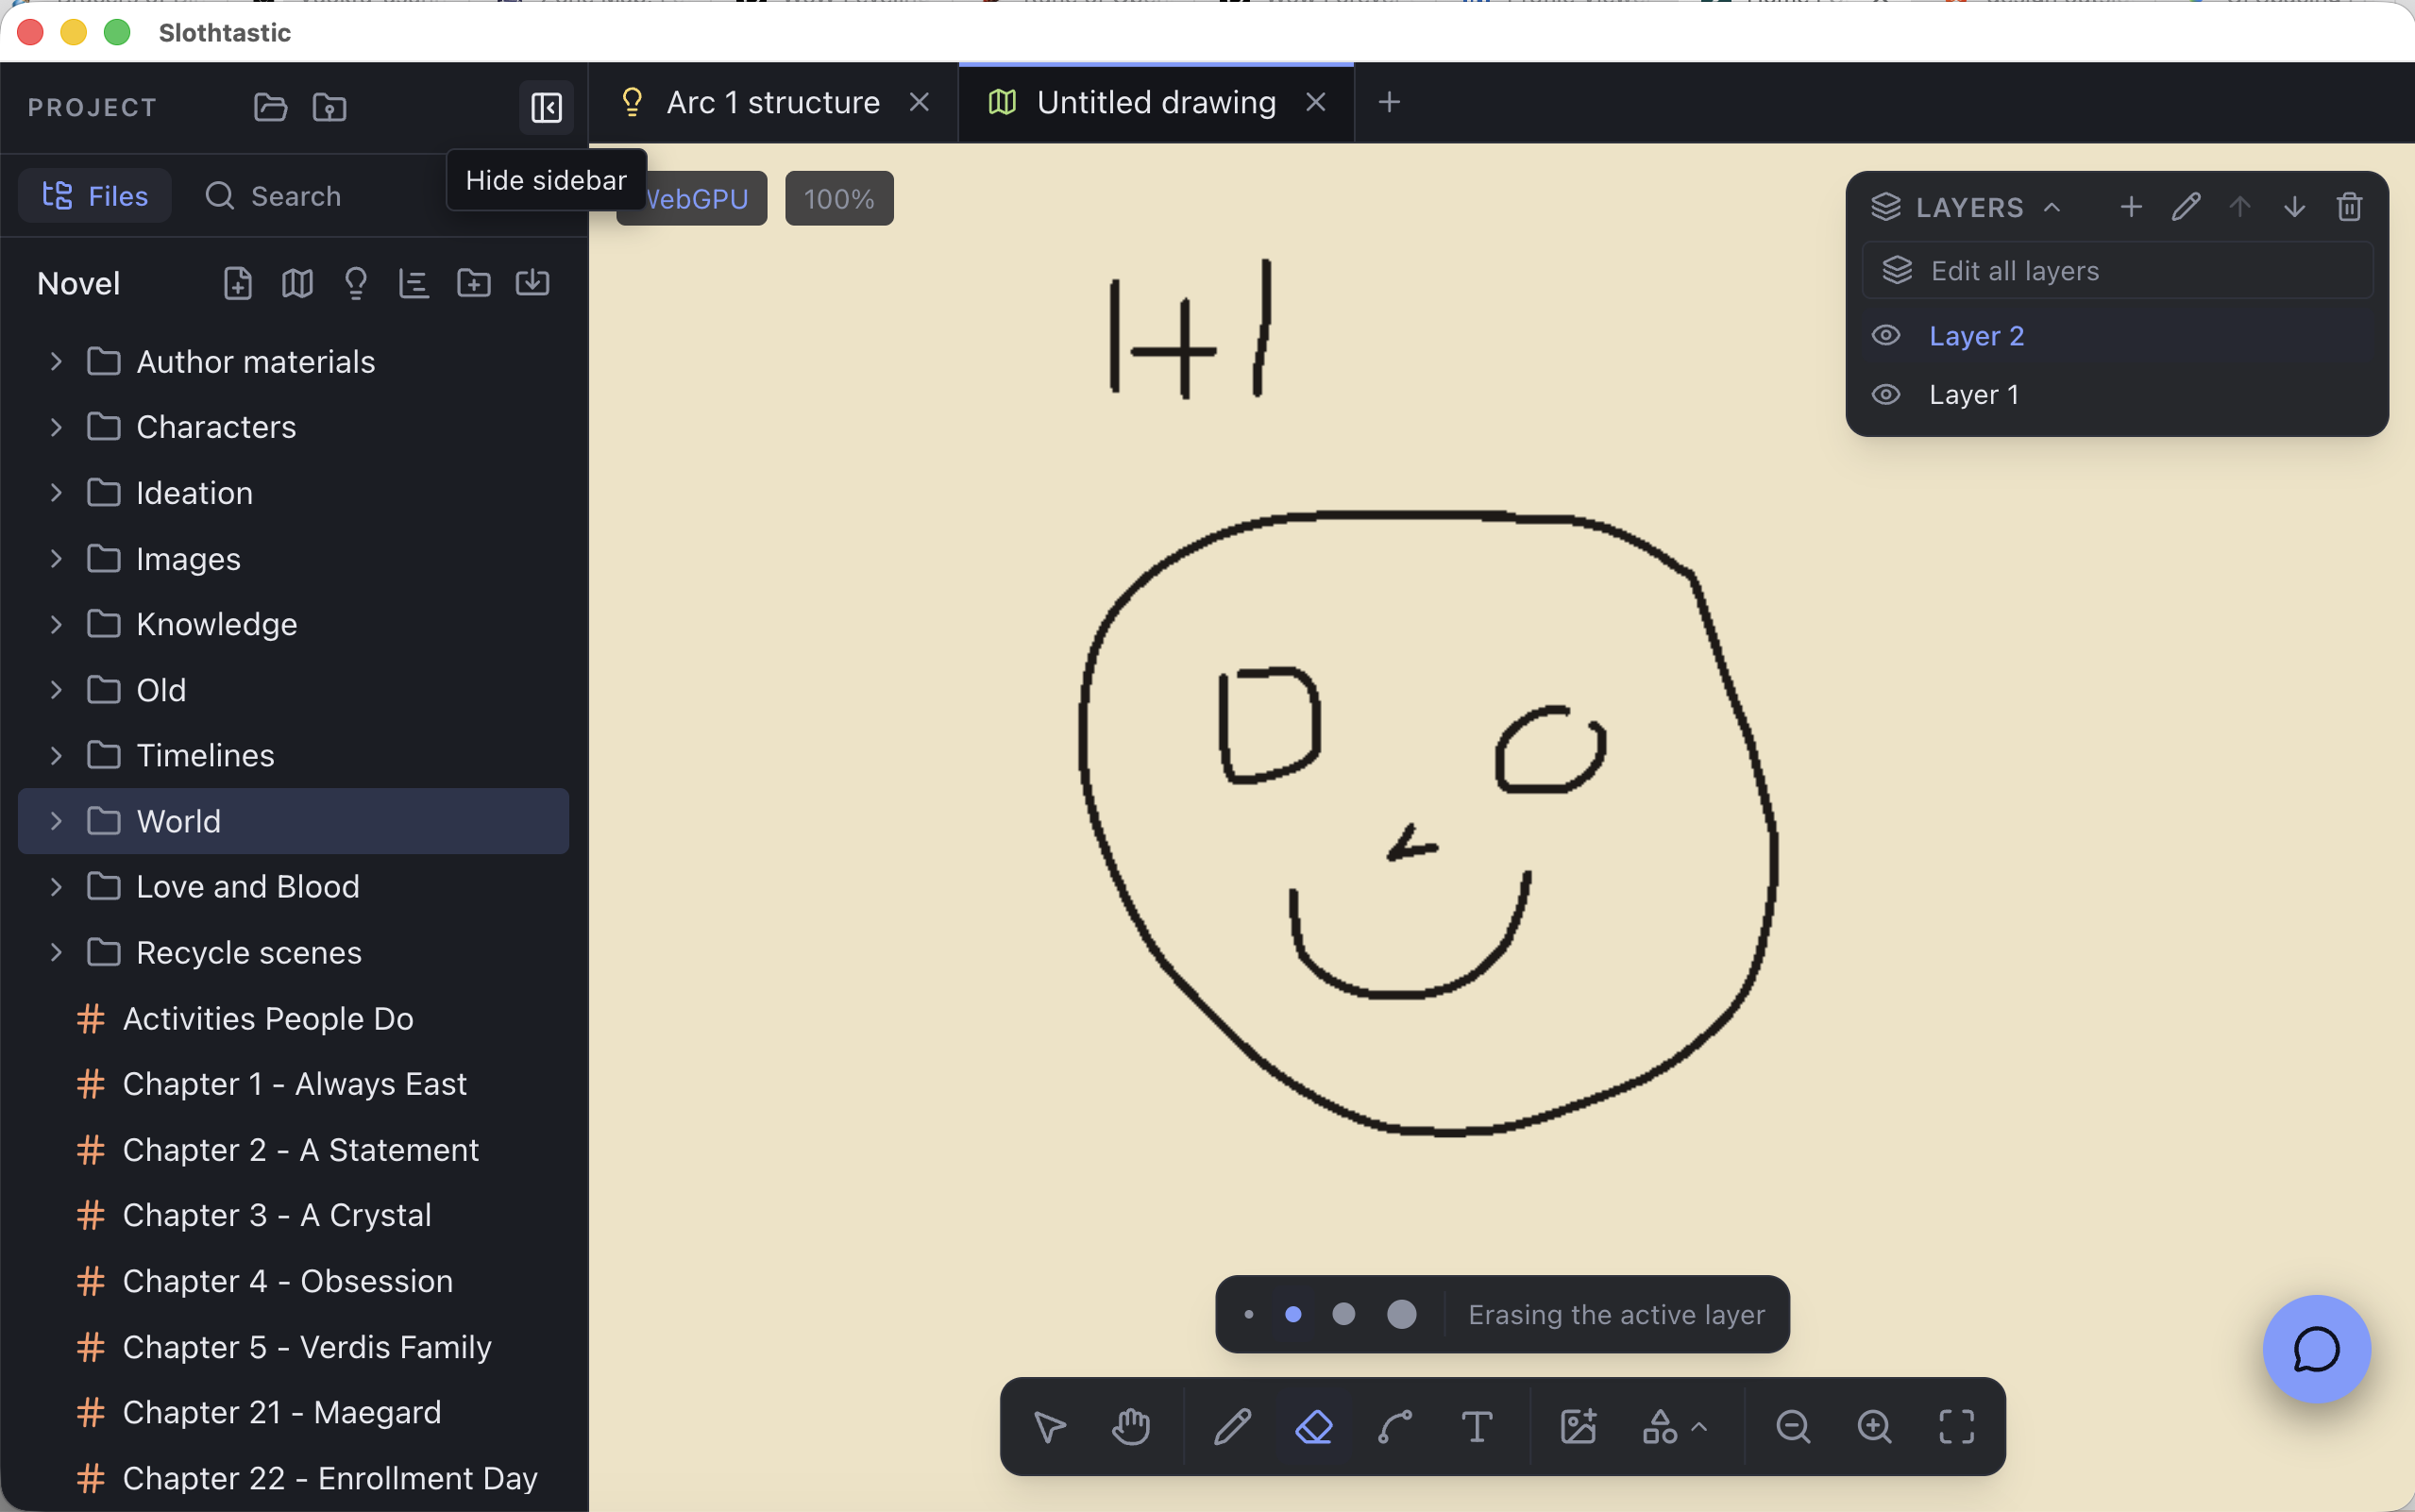 Slothtastic
PROJECT
Arc 1 structure
Untitled drawing
Hide sidebar
Files
Search
WebGPU
100%
LAYERS
Edit all layers
Layer 2
Layer 1
Novel
Author materials
Characters
Ideation
Images
Knowledge
Old
Timelines
World
Love and Blood
Recycle scenes
Activities People Do
Chapter 1 - Always East
Chapter 2 - A Statement
Chapter 3 - A Crystal
Chapter 4 - Obsession
Chapter 5 - Verdis Family
Chapter 21 - Maegard
Chapter 22 - Enrollment Day
HI
Erasing the active layer